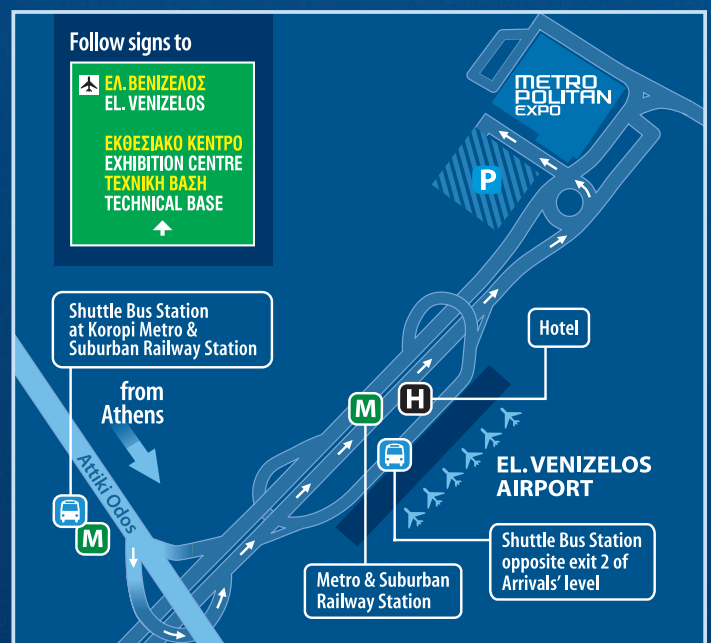 Follow signs to
ΕΛ. ΒΕΝΙΖΕΛΟΣ
EL. VENIZELOS
ΕΚΘΕΣΙΑΚΟ ΚΕΝΤΡΟ
EXHIBITION CENTRE
ΤΕΧΝΙΚΗ ΒΑΣΗ
TECHNICAL BASE
METRO
POLITAN
EXPO
P
Shuttle Bus Station
at Koropi Metro &
Suburban Railway Station
Hotel
from
Athens
H
M
Attiki Odos
M
EL. VENIZELOS
AIRPORT
Shuttle Bus Station
opposite exit 2 of
Arrivals' level
Metro & Suburban
Railway Station